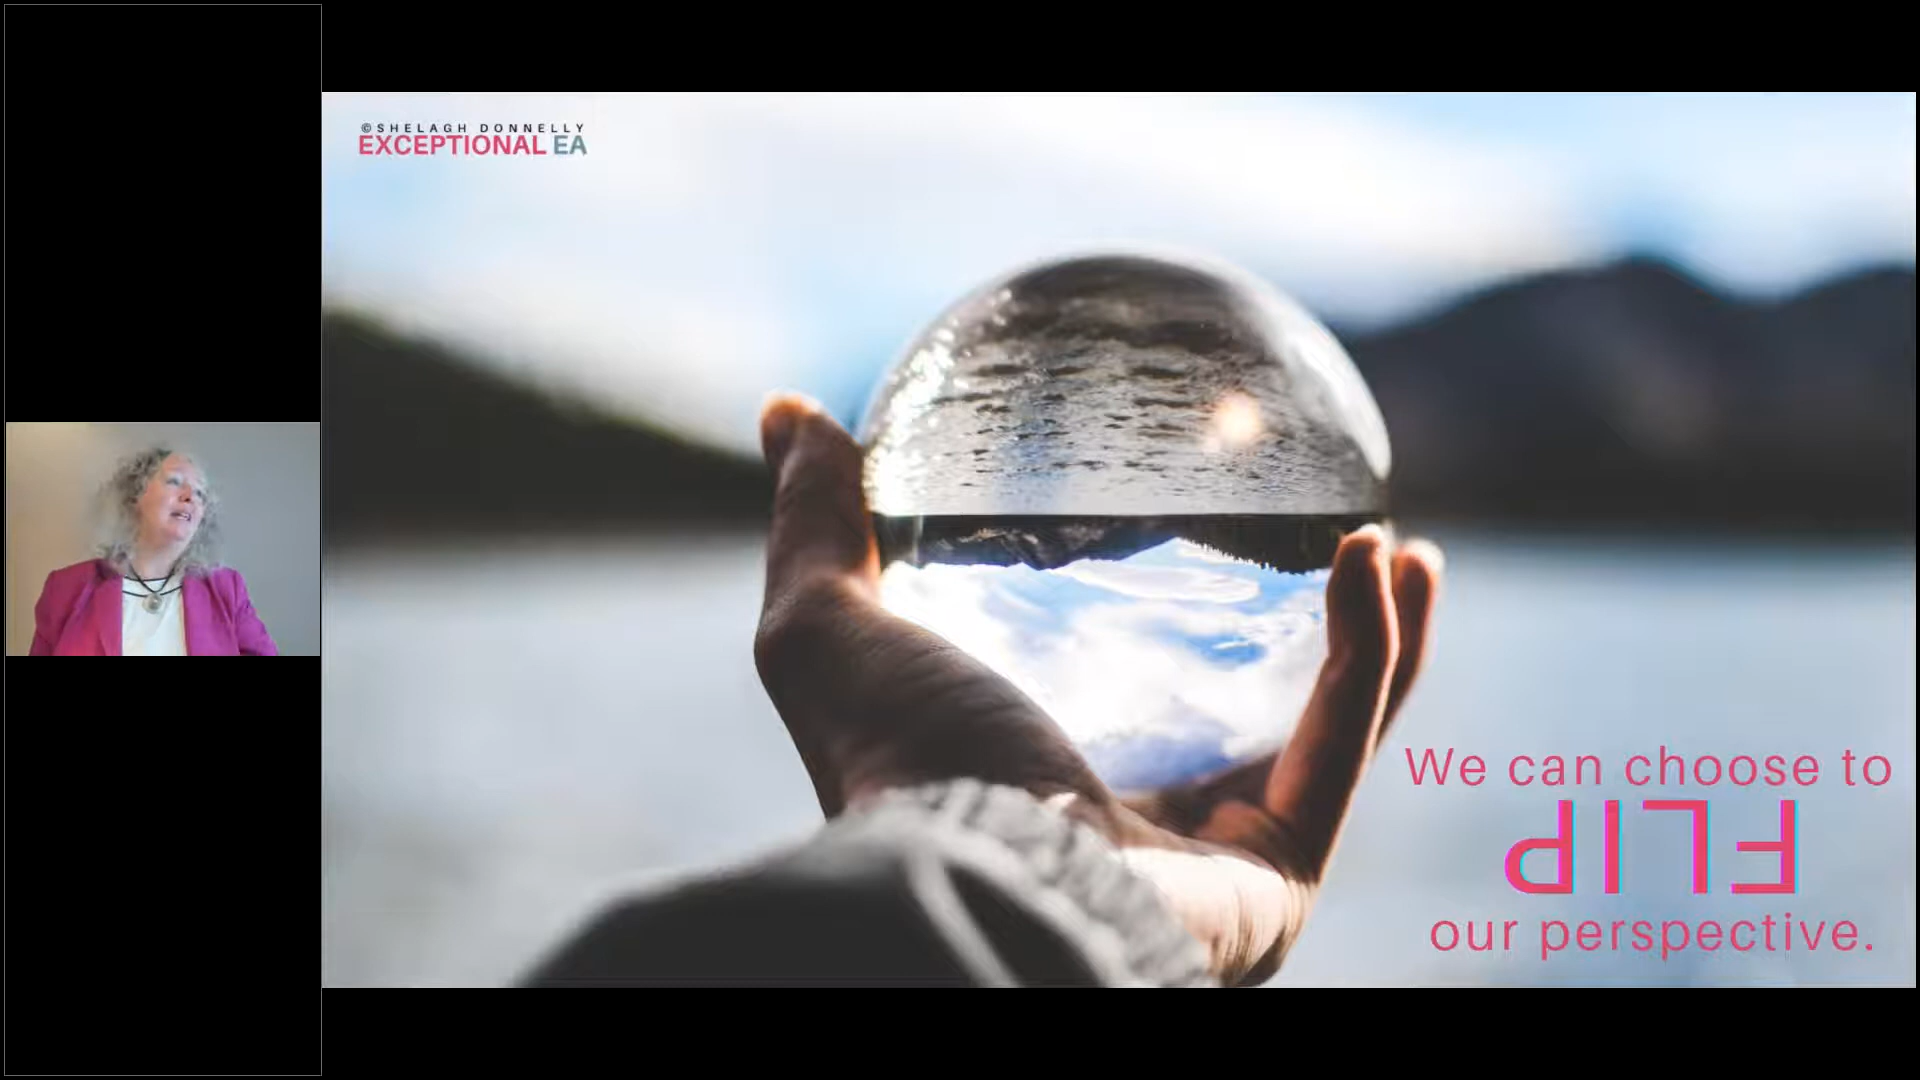 ©SHELAGH DONNELLY
EXCEPTIONAL EA
We can choose to
FLIP
our perspective.